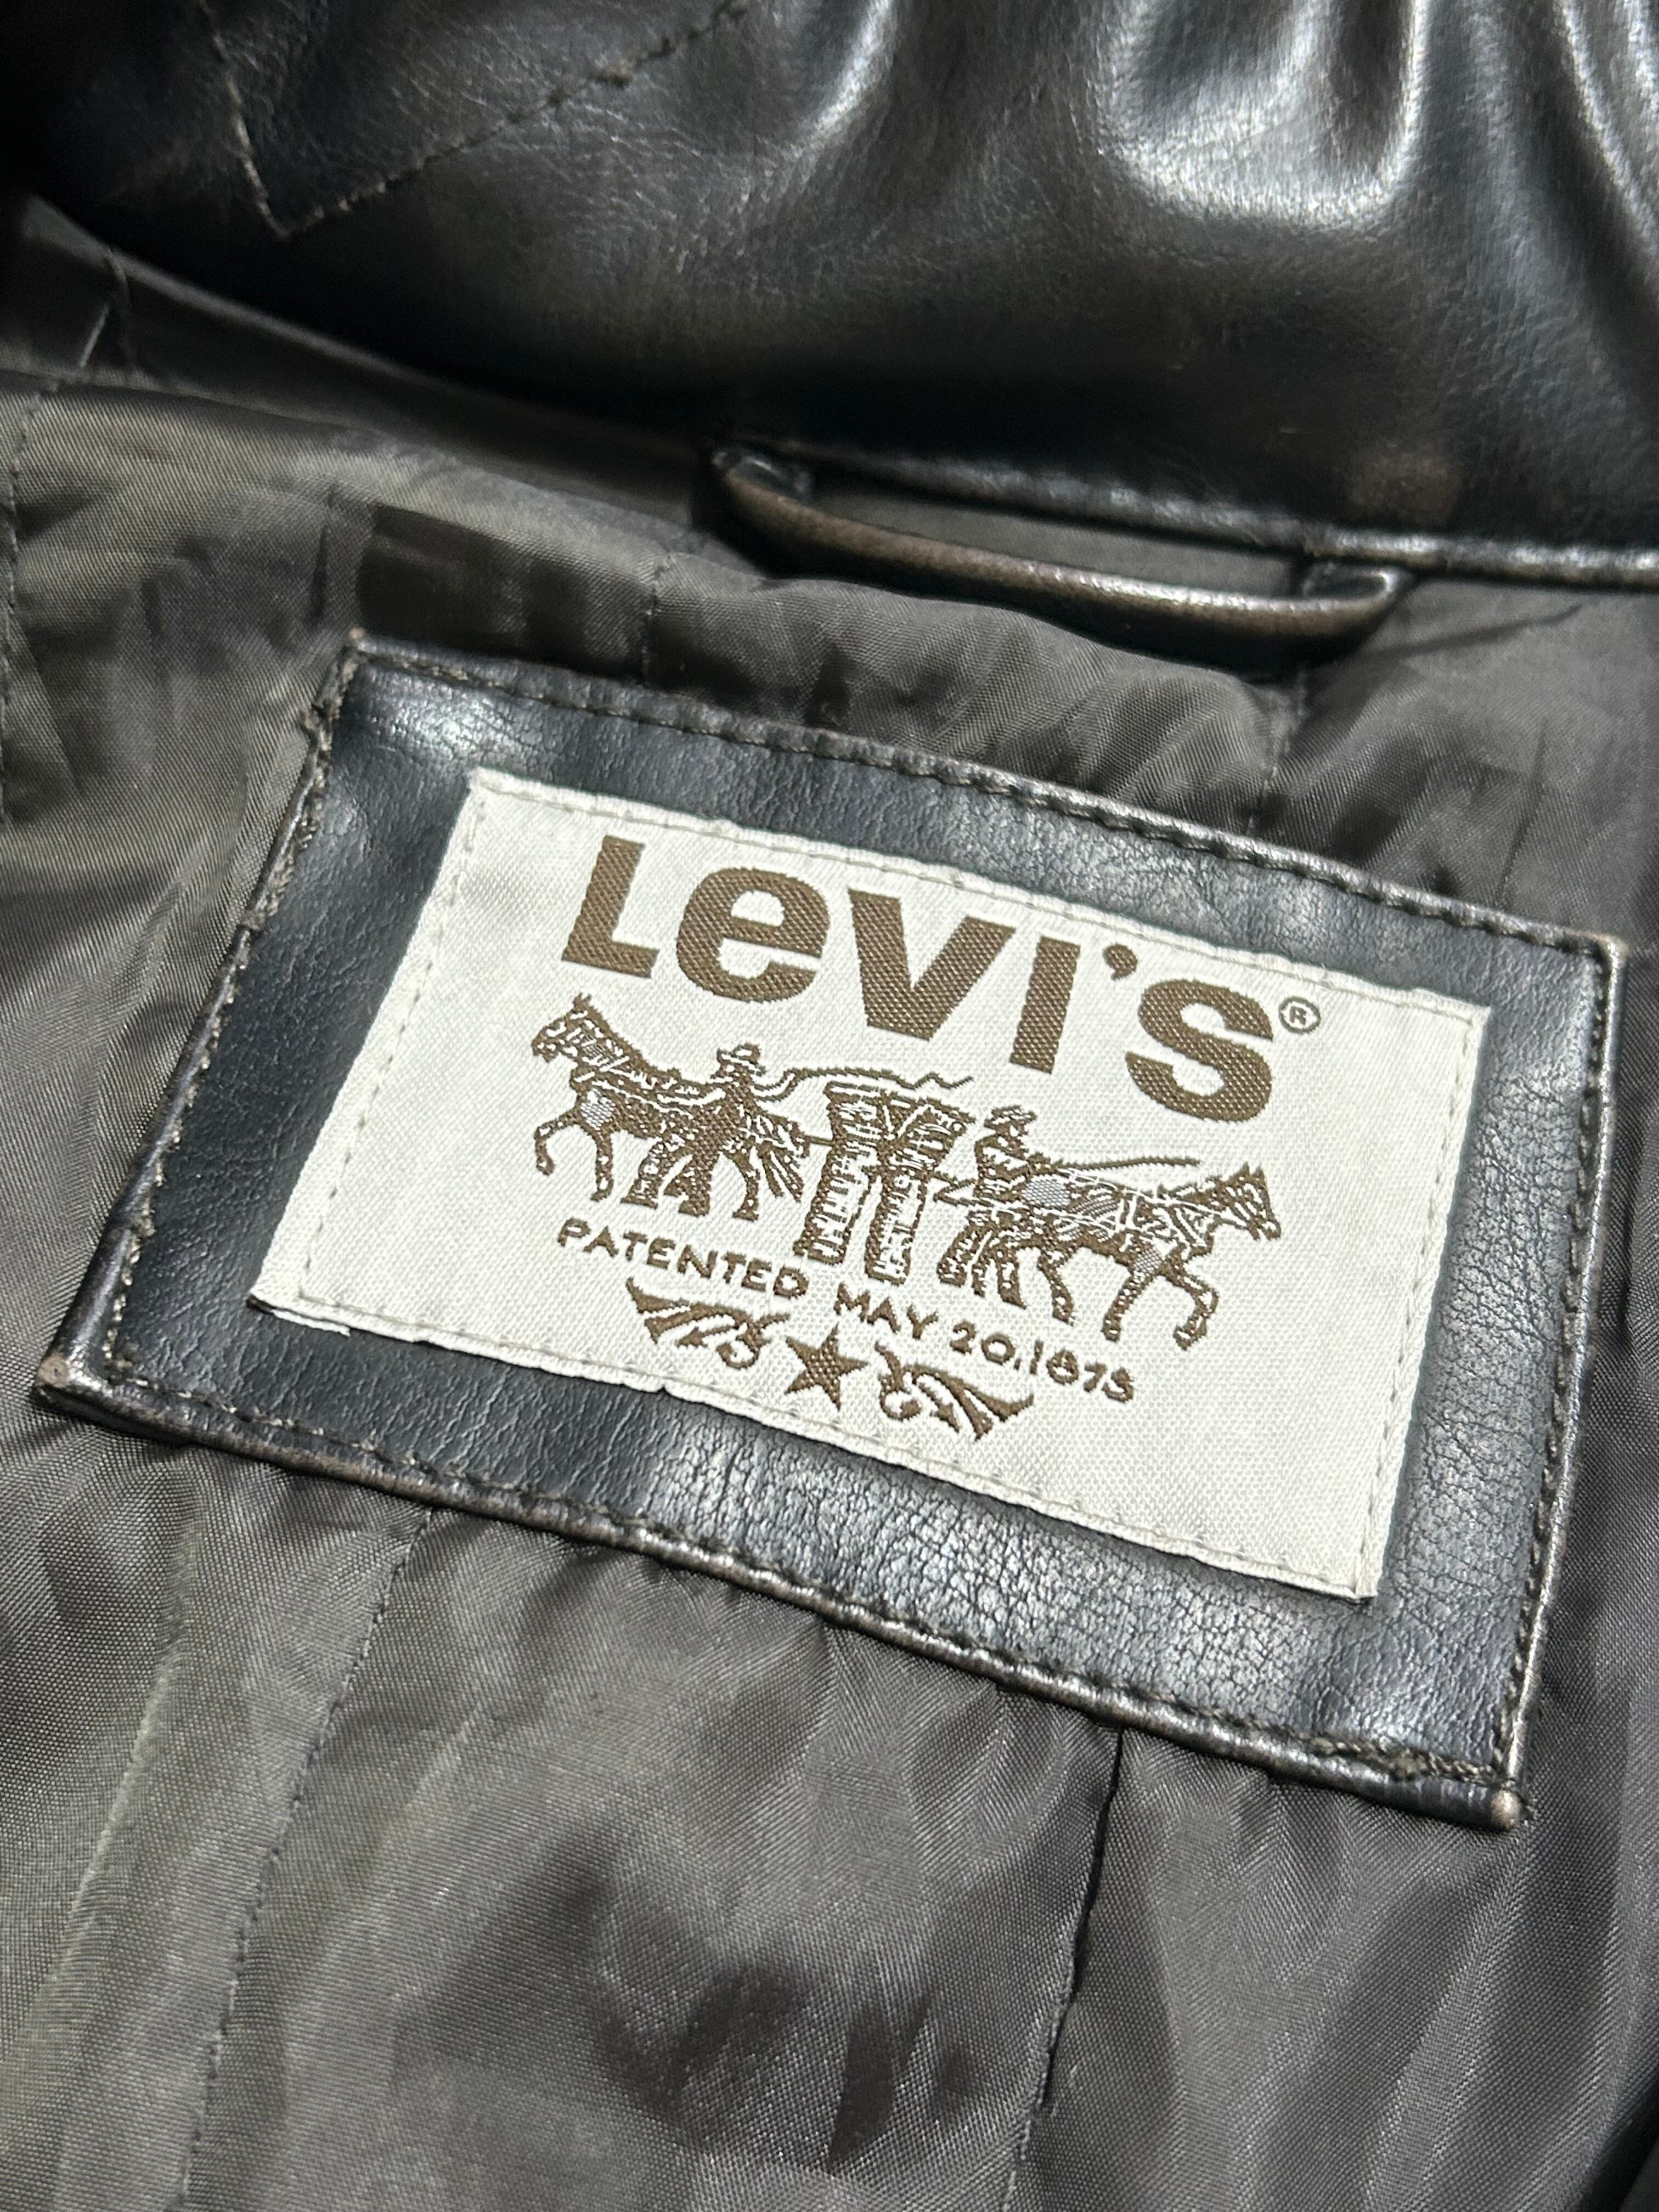 Levi's®
PATENTED MAY 20.1873